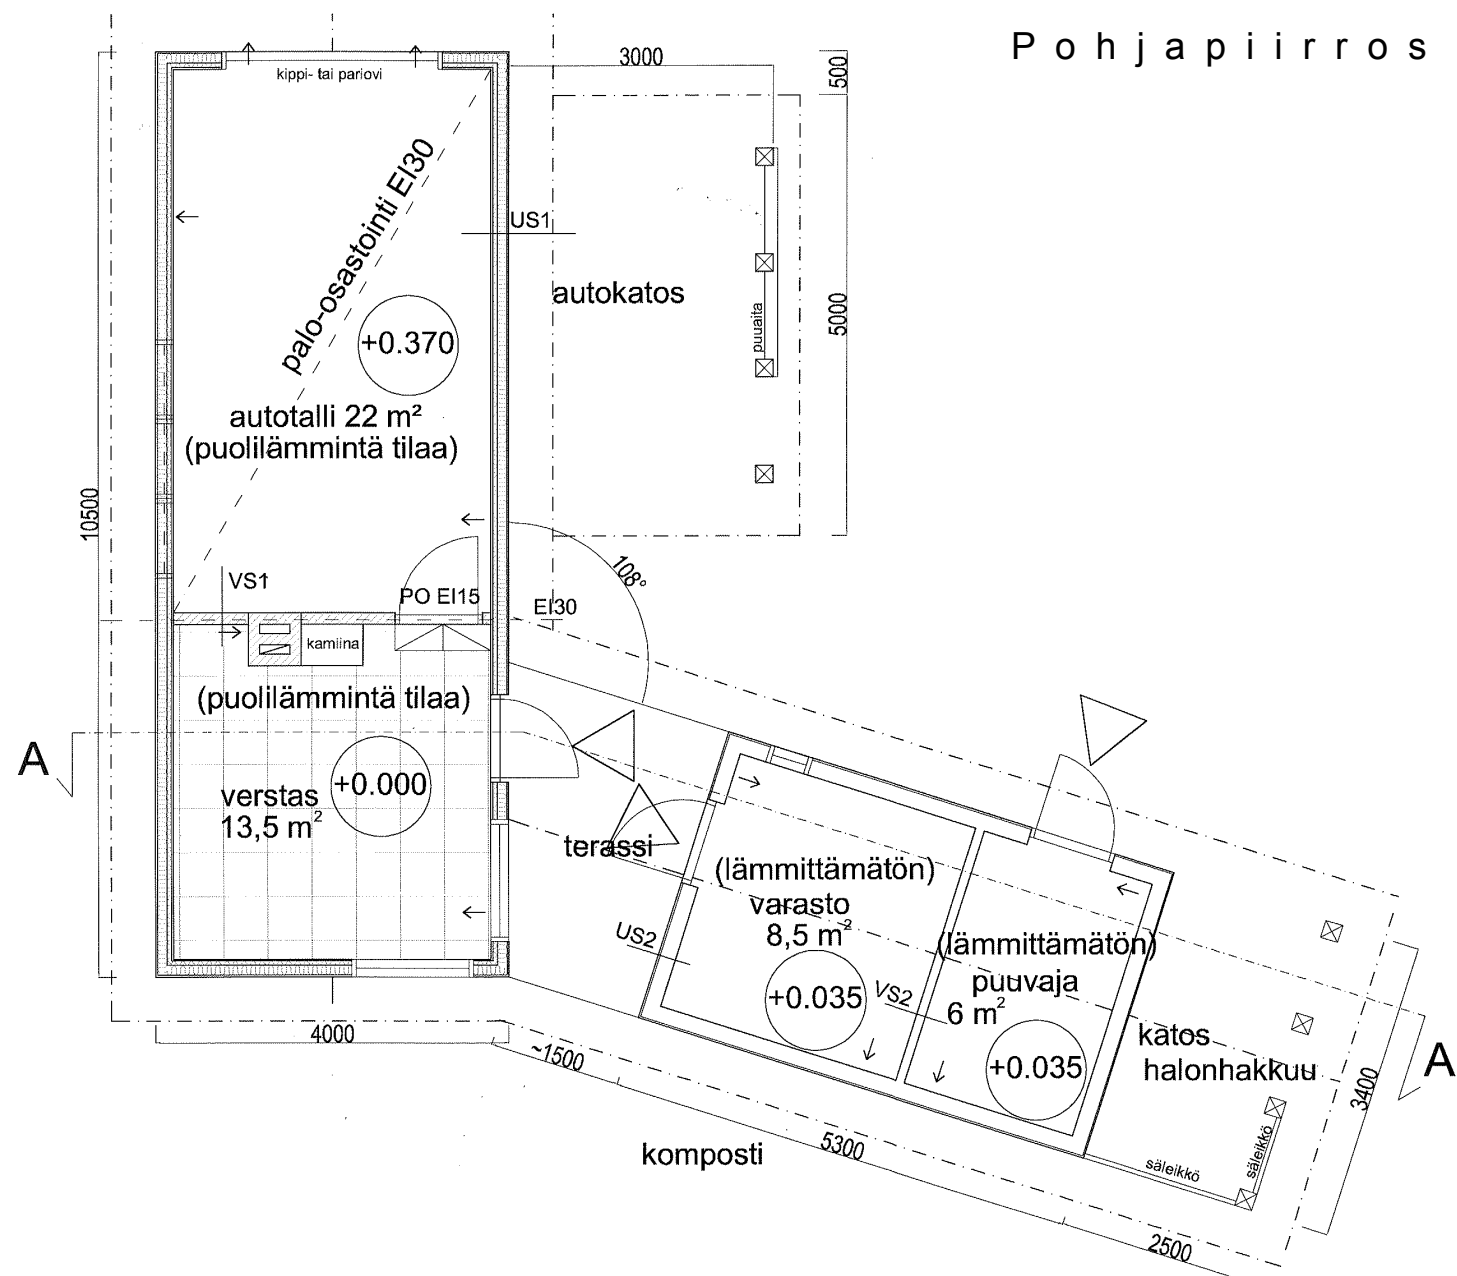 Pohjapiirros
kippi- tai pariovi
3000
500
palo-osastointi EI30
US1
autokatos
puuaita
5000
+0.370
autotalli 22 m²
(puolilämmintä tilaa)
10500
108°
VS1
PO EI15
EI30
kamiina
(puolilämmintä tilaa)
A
+0.000
verstas
13,5 m²
terassi
(lämmittämätön)
varasto
8,5 m²
US2
(lämmittämätön)
puuvaja
6 m²
+0.035
VS2
+0.035
katos
halonhakkuu
A
3400
4000
~1500
5300
komposti
säleikkö
säleikkö
2500